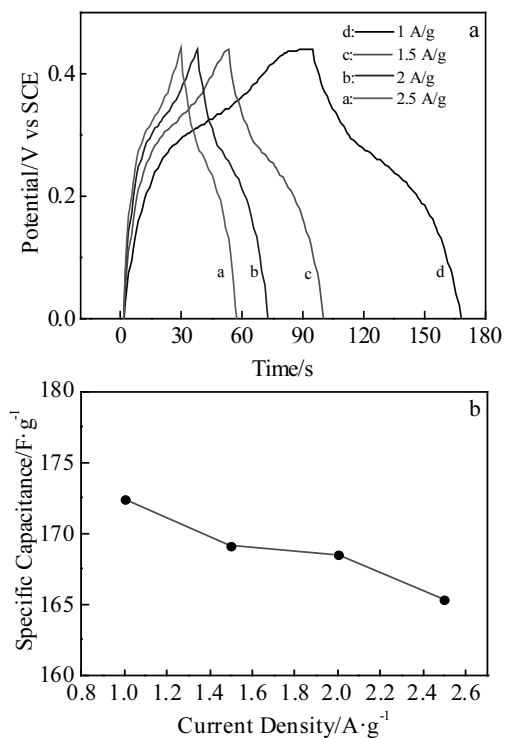 a
d: 1 A/g
c: 1.5 A/g
b: 2 A/g
a: 2.5 A/g
Potential/V vs SCE
0.4
0.2
0.0
a b c d
0 30 60 90 120 150 180
Time/s
b
Specific Capacitance/F·g⁻¹
180
175
170
165
160
0.8 1.0 1.2 1.4 1.6 1.8 2.0 2.2 2.4 2.6
Current Density/A·g⁻¹